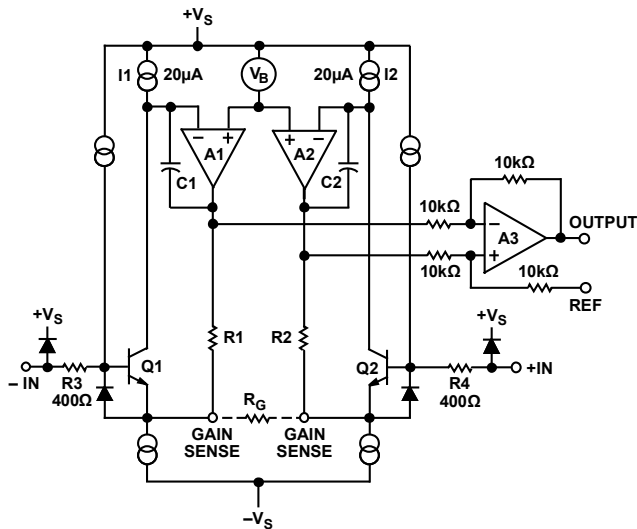 +VS
I1 20µA VB 20µA I2
− + + −
A1 A2
C1 C2
10kΩ
10kΩ − A3 OUTPUT
10kΩ + 10kΩ
REF
+VS R1 R2 +VS
− IN R3 400Ω Q1 Q2 R4 400Ω +IN
RG
GAIN SENSE GAIN SENSE
−VS